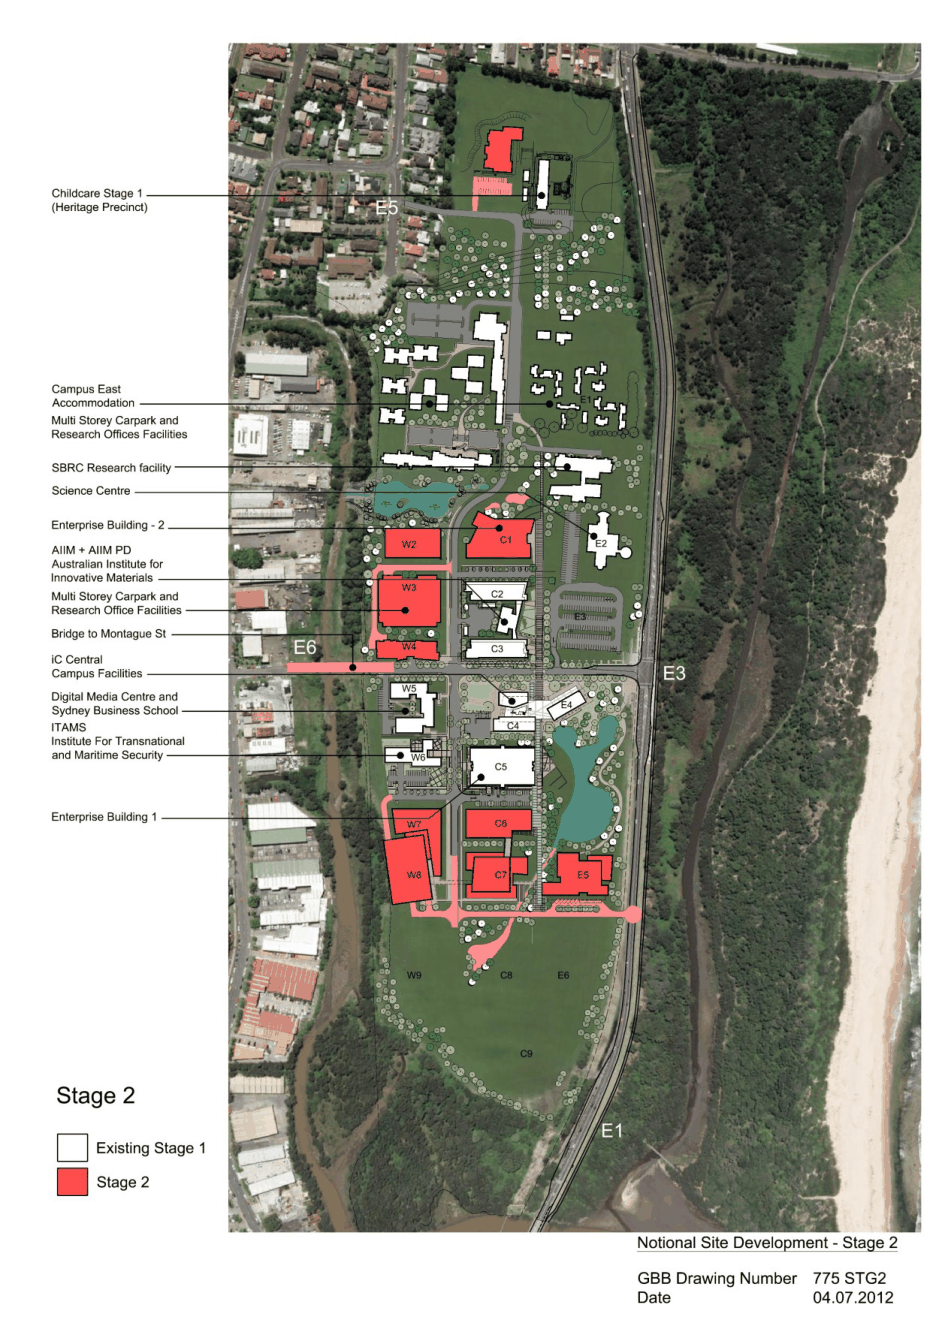 Childcare Stage 1
(Heritage Precinct)
E5
Campus East
Accommodation
Multi Storey Carpark and
Research Offices Facilities
SBRC Research facility
Science Centre
Enterprise Building - 2
AIIM + AIIM PD
Australian Institute for
Innovative Materials
Multi Storey Carpark and
Research Office Facilities
Bridge to Montague St
iC Central
Campus Facilities
Digital Media Centre and
Sydney Business School
ITAMS
Institute For Transnational
and Maritime Security
Enterprise Building 1
E1
W2
C1
E2
W3
C2
E3
W4
C3
E6
E3
W5
E4
C4
W6
C5
W7
C6
W8
C7
E5
W9
C8
E6
C9
E1
Stage 2
Existing Stage 1
Stage 2
Notional Site Development - Stage 2
GBB Drawing Number 775 STG2
Date 04.07.2012